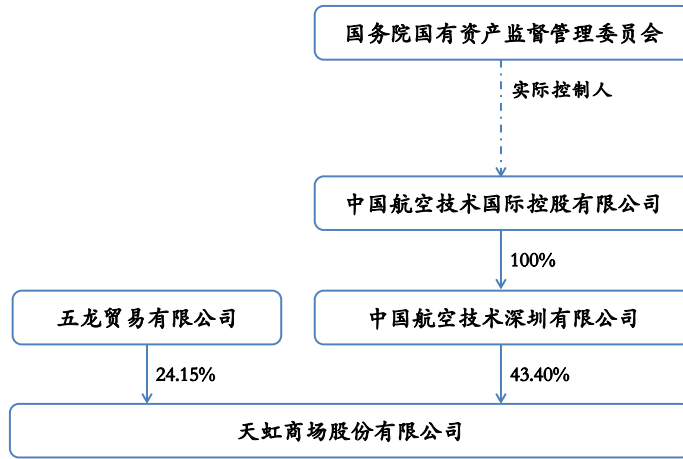 国务院国有资产监督管理委员会
实际控制人
中国航空技术国际控股有限公司
100%
五龙贸易有限公司
中国航空技术深圳有限公司
24.15%
43.40%
天虹商场股份有限公司